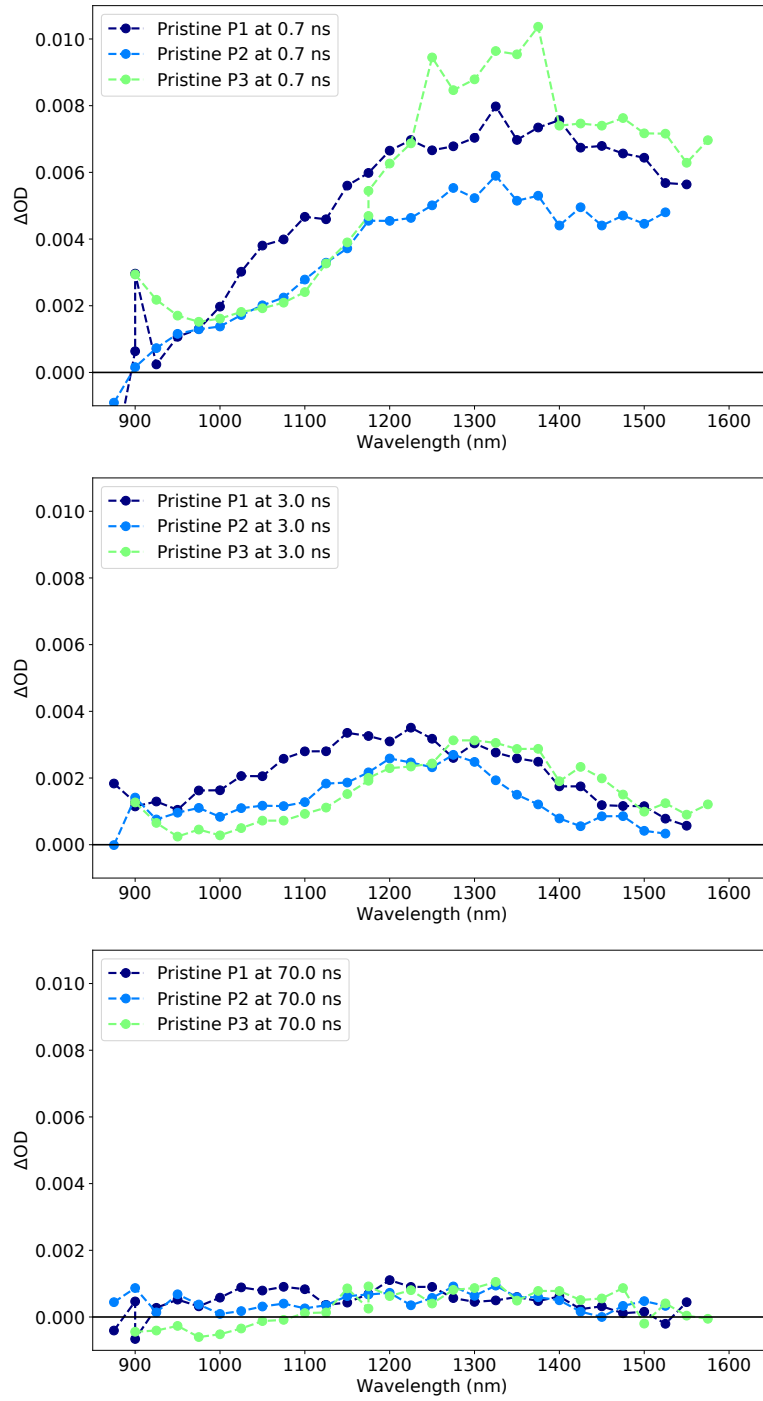 Pristine P1 at 0.7 ns
Pristine P2 at 0.7 ns
Pristine P3 at 0.7 ns
0.010
0.008
0.006
0.004
0.002
0.000
ΔOD
900 1000 1100 1200 1300 1400 1500 1600
Wavelength (nm)
Pristine P1 at 3.0 ns
Pristine P2 at 3.0 ns
Pristine P3 at 3.0 ns
0.010
0.008
0.006
0.004
0.002
0.000
ΔOD
900 1000 1100 1200 1300 1400 1500 1600
Wavelength (nm)
Pristine P1 at 70.0 ns
Pristine P2 at 70.0 ns
Pristine P3 at 70.0 ns
0.010
0.008
0.006
0.004
0.002
0.000
ΔOD
900 1000 1100 1200 1300 1400 1500 1600
Wavelength (nm)